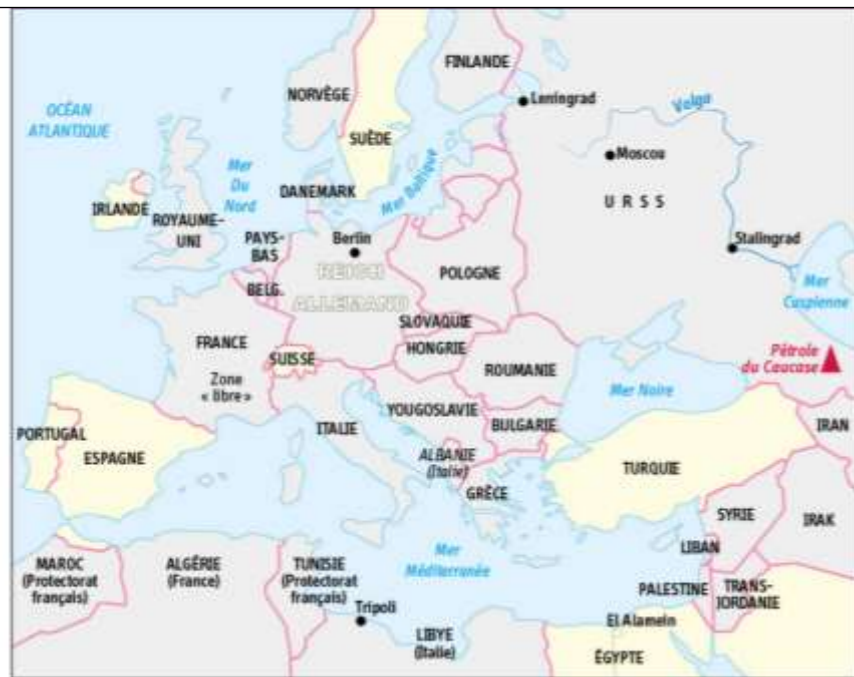 FINLANDE
NORVÈGE
Leningrad
Volga
OCÉAN
ATLANTIQUE
SUÈDE
Moscou
Mer
Du
Nord
DANEMARK
Mer Baltique
URSS
IRLANDE
ROYAUME-
UNI
PAYS-
BAS
Berlin
Stalingrad
REICH
ALLEMAND
POLOGNE
BELG.
Mer
Caspienne
SLOVAQUIE
FRANCE
HONGRIE
SUISSE
ROUMANIE
Pétrole
du Caucase
Zone
« libre »
Mer Noire
YOUGOSLAVIE
ITALIE
BULGARIE
IRAN
PORTUGAL
ESPAGNE
ALBANIE
(Italie)
TURQUIE
GRÈCE
SYRIE
IRAK
MAROC
(Protectorat
français)
ALGÉRIE
(France)
TUNISIE
(Protectorat
français)
Mer
Méditerranée
LIBAN
PALESTINE
TRANS-
JORDANIE
Tripoli
El Alamein
LIBYE
(Italie)
ÉGYPTE